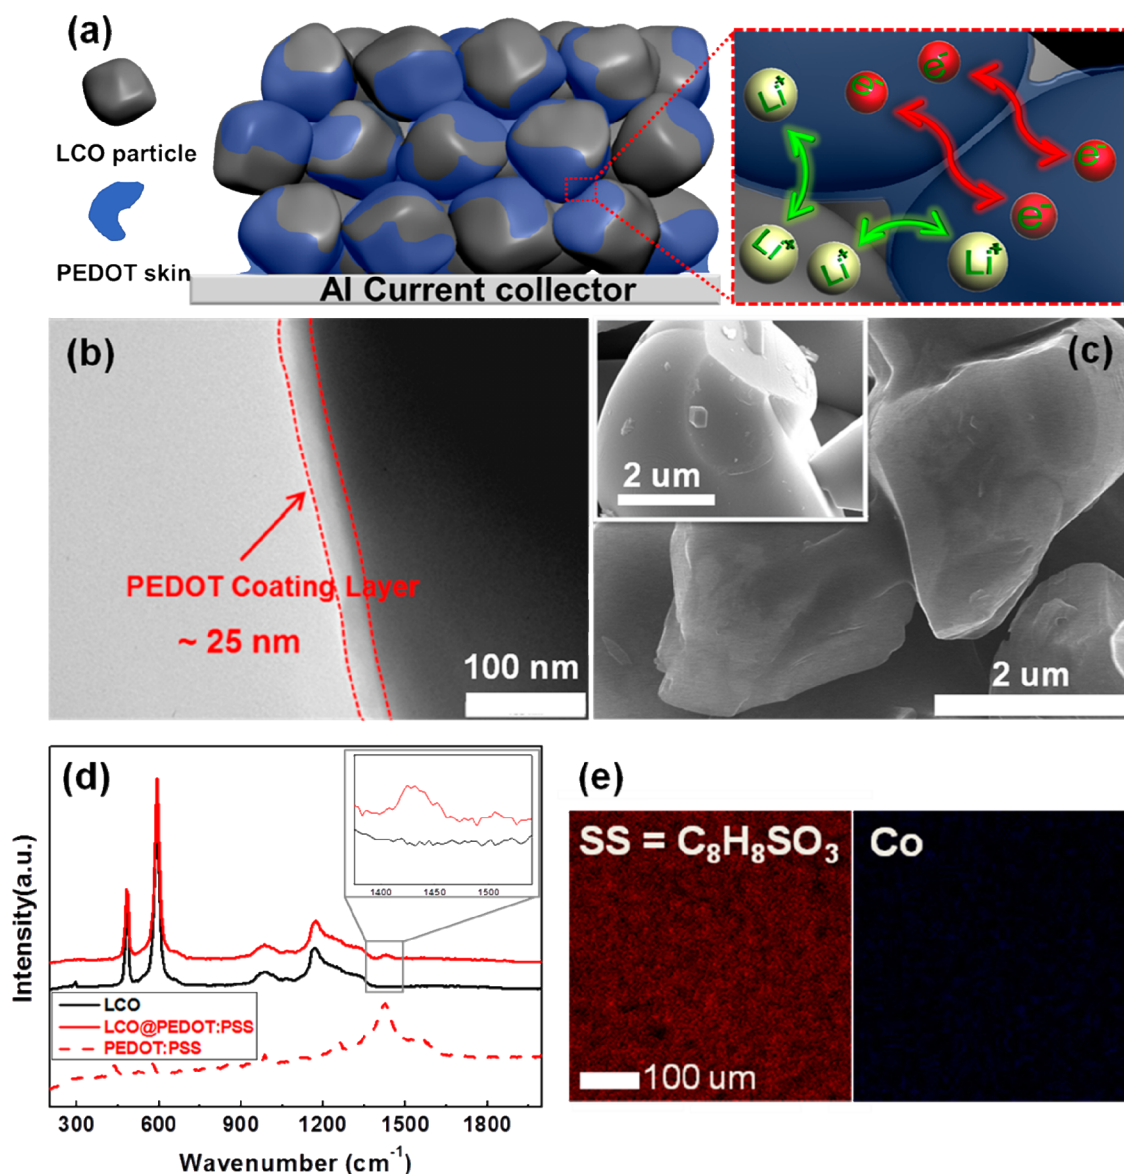 (a)
LCO particle
PEDOT skin
Al Current collector
Li⁺
e⁻
e⁻
e⁻
e⁻
Li⁺
Li⁺
Li⁺
(b)
PEDOT Coating Layer
~ 25 nm
100 nm
(c)
2 um
2 um
(d)
1400 1450 1500
Intensity(a.u.)
LCO
LCO@PEDOT:PSS
PEDOT:PSS
300 600 900 1200 1500 1800
Wavenumber (cm⁻¹)
(e)
SS = C₈H₈SO₃
Co
100 um